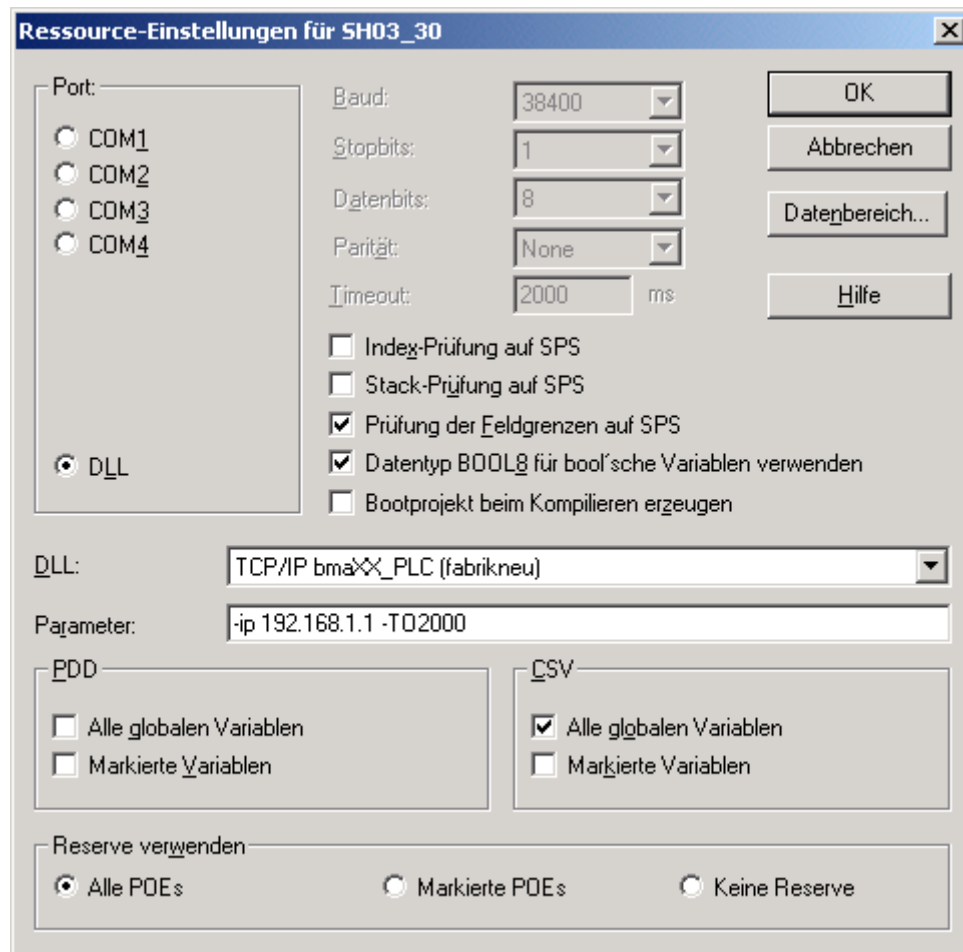 Ressource-Einstellungen für SH03_30
Port:
COM1
COM2
COM3
COM4
DLL
Baud: 38400
Stopbits: 1
Datenbits: 8
Parität: None
Timeout: 2000 ms
OK
Abbrechen
Datenbereich...
Hilfe
Index-Prüfung auf SPS
Stack-Prüfung auf SPS
Prüfung der Feldgrenzen auf SPS
Datentyp BOOL8 für bool´sche Variablen verwenden
Bootprojekt beim Kompilieren erzeugen
DLL: TCP/IP bmaXX_PLC (fabrikneu)
Parameter: -ip 192.168.1.1 -TO2000
PDD
Alle globalen Variablen
Markierte Variablen
CSV
Alle globalen Variablen
Markierte Variablen
Reserve verwenden
Alle POEs Markierte POEs Keine Reserve